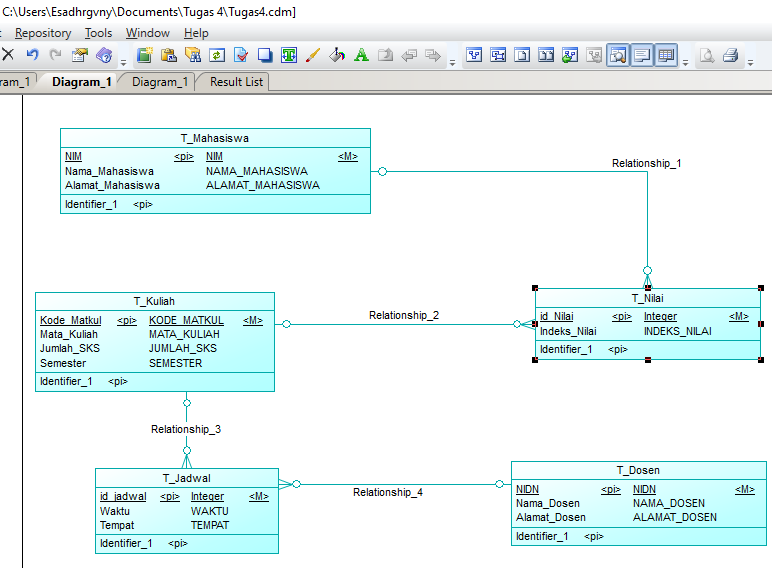 C:\Users\Esadhrgvny\Documents\Tugas 4\Tugas4.cdm]
Repository Tools Window Help
ram_1 Diagram_1 Diagram_1 Result List
T_Mahasiswa
NIM <pi> NIM <M>
Nama_Mahasiswa NAMA_MAHASISWA
Alamat_Mahasiswa ALAMAT_MAHASISWA
Identifier_1 <pi>
Relationship_1
T_Kuliah
Kode_Matkul <pi> KODE_MATKUL <M>
Mata_Kuliah MATA_KULIAH
Jumlah_SKS JUMLAH_SKS
Semester SEMESTER
Identifier_1 <pi>
Relationship_2
T_Nilai
id_Nilai <pi> Integer <M>
Indeks_Nilai INDEKS_NILAI
Identifier_1 <pi>
Relationship_3
T_Jadwal
id_jadwal <pi> Integer <M>
Waktu WAKTU
Tempat TEMPAT
Identifier_1 <pi>
Relationship_4
T_Dosen
NIDN <pi> NIDN <M>
Nama_Dosen NAMA_DOSEN
Alamat_Dosen ALAMAT_DOSEN
Identifier_1 <pi>